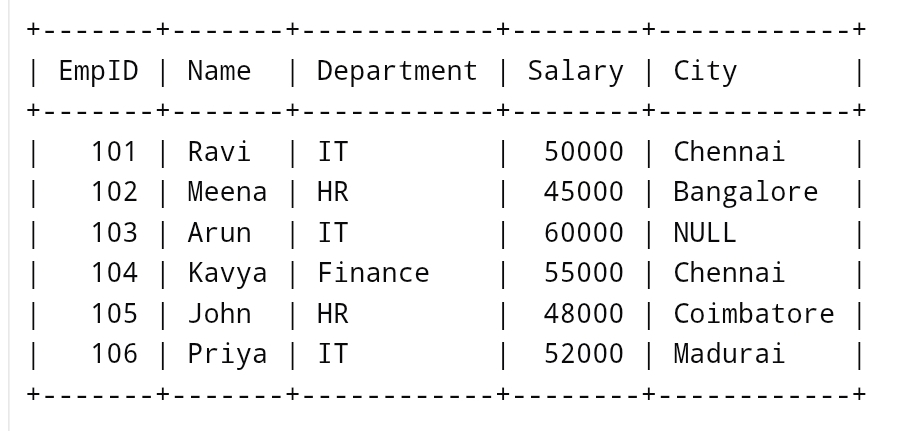 +-------+-------+------------+--------+------------+
| EmpID | Name  | Department | Salary | City       |
+-------+-------+------------+--------+------------+
|   101 | Ravi  | IT         |  50000 | Chennai    |
|   102 | Meena | HR         |  45000 | Bangalore  |
|   103 | Arun  | IT         |  60000 | NULL       |
|   104 | Kavya | Finance    |  55000 | Chennai    |
|   105 | John  | HR         |  48000 | Coimbatore |
|   106 | Priya | IT         |  52000 | Madurai    |
+-------+-------+------------+--------+------------+